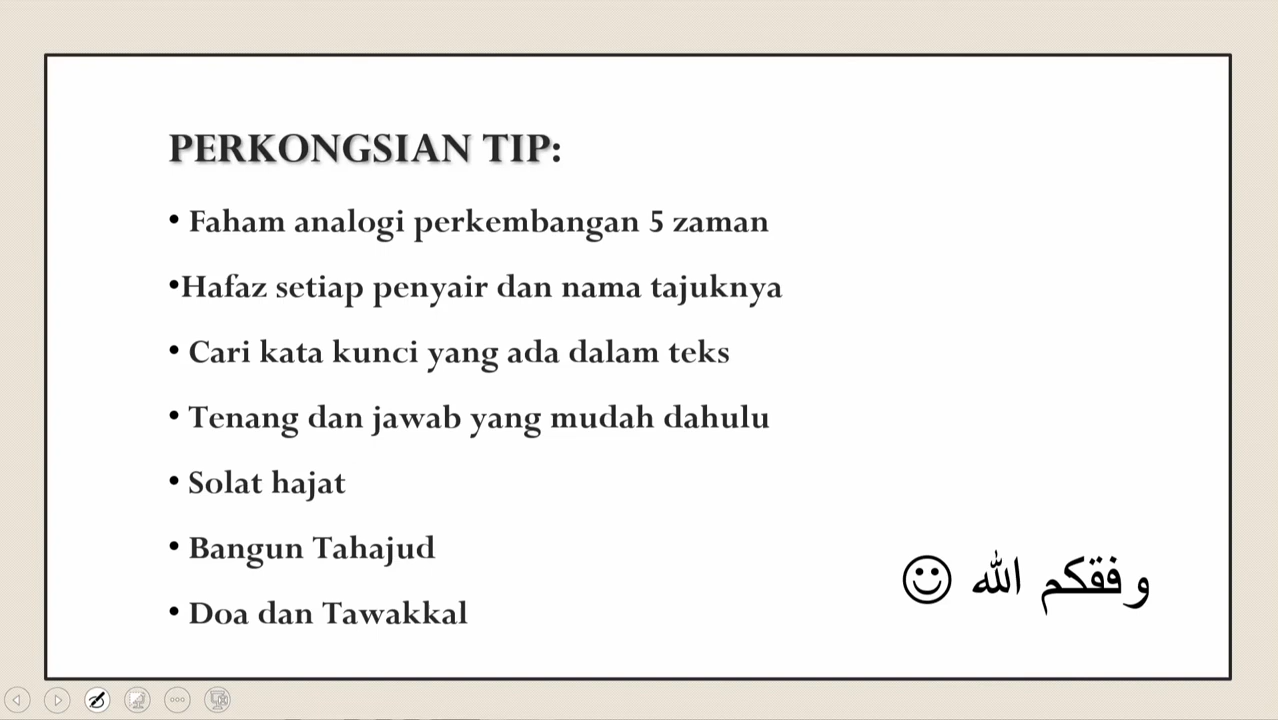 PERKONGSIAN TIP:
• Faham analogi perkembangan 5 zaman
•Hafaz setiap penyair dan nama tajuknya
• Cari kata kunci yang ada dalam teks
• Tenang dan jawab yang mudah dahulu
• Solat hajat
• Bangun Tahajud
• Doa dan Tawakkal
وفقكم الله ☺